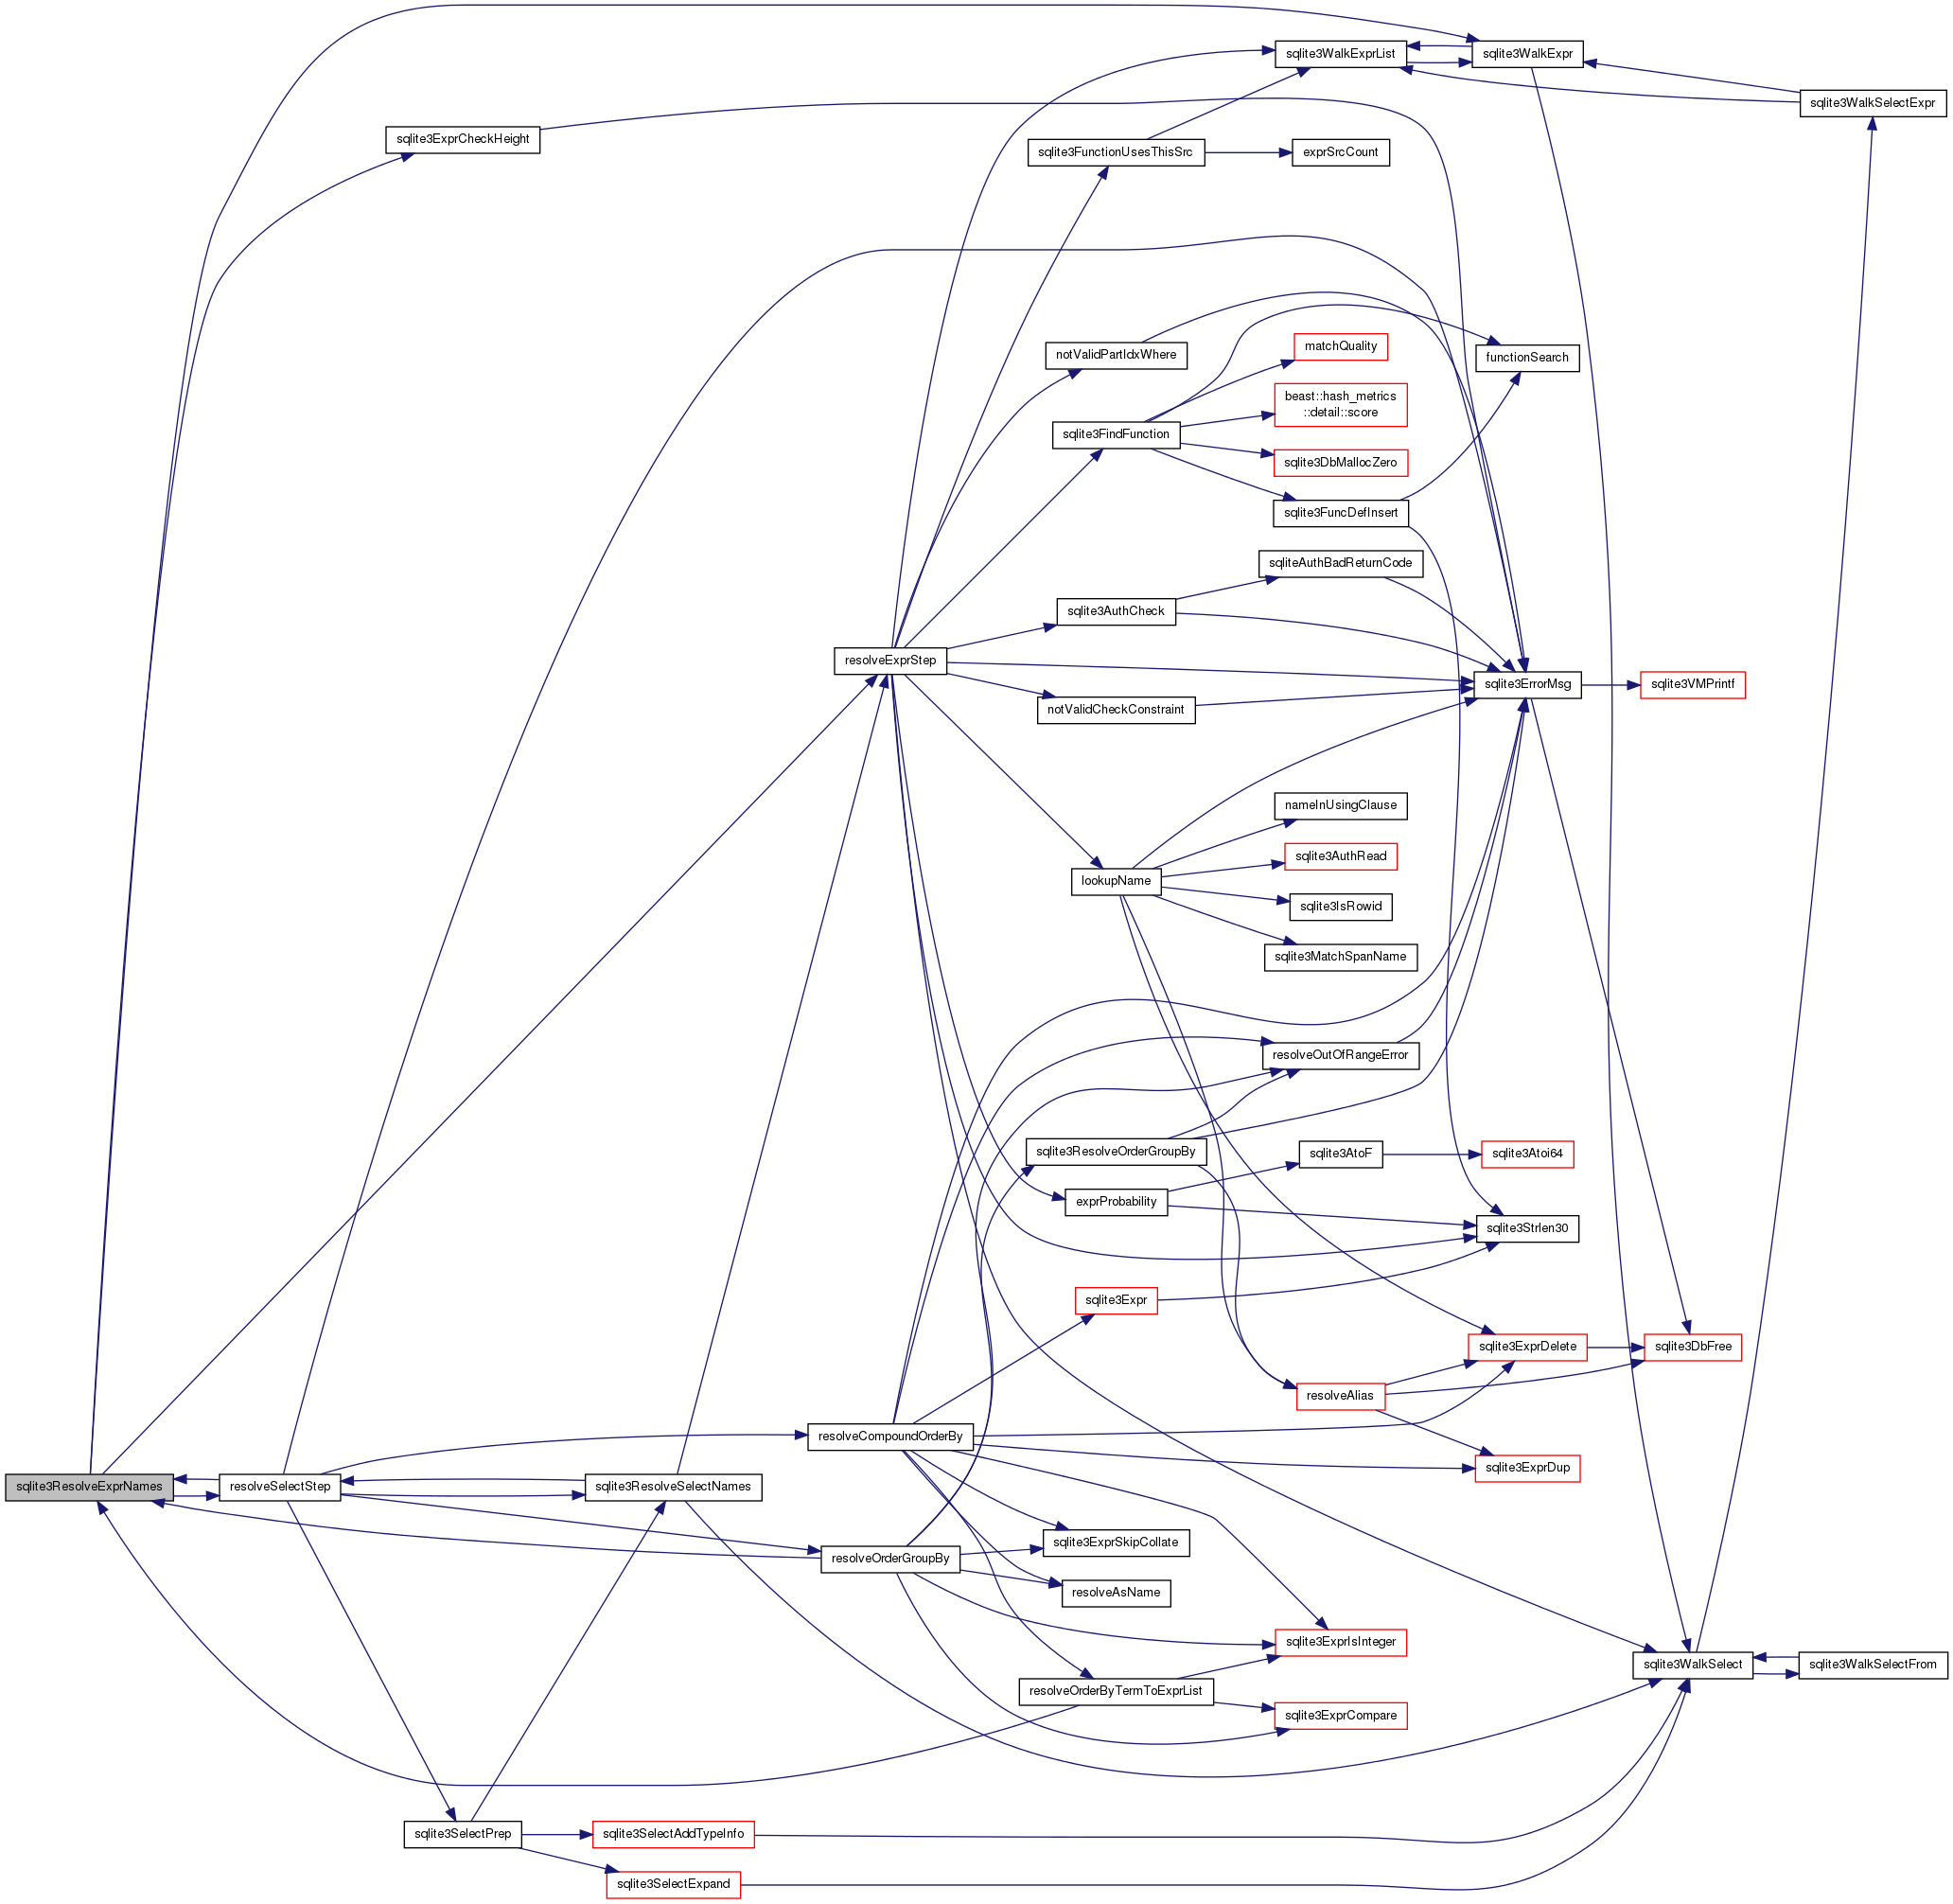 sqlite3WalkExprList
sqlite3WalkExpr
sqlite3WalkSelectExpr
sqlite3ExprCheckHeight
sqlite3FunctionUsesThisSrc
exprSrcCount
notValidPartIdxWhere
matchQuality
functionSearch
beast::hash_metrics
::detail::score
sqlite3FindFunction
sqlite3DbMallocZero
sqlite3FuncDefInsert
sqliteAuthBadReturnCode
sqlite3AuthCheck
resolveExprStep
sqlite3ErrorMsg
sqlite3VMPrintf
notValidCheckConstraint
nameInUsingClause
sqlite3AuthRead
lookupName
sqlite3IsRowid
sqlite3MatchSpanName
resolveOutOfRangeError
sqlite3ResolveOrderGroupBy
sqlite3AtoF
sqlite3Atoi64
exprProbability
sqlite3Strlen30
sqlite3Expr
sqlite3ExprDelete
sqlite3DbFree
resolveAlias
resolveCompoundOrderBy
sqlite3ExprDup
sqlite3ResolveExprNames
resolveSelectStep
sqlite3ResolveSelectNames
sqlite3ExprSkipCollate
resolveOrderGroupBy
resolveAsName
sqlite3ExprIsInteger
sqlite3WalkSelect
sqlite3WalkSelectFrom
resolveOrderByTermToExprList
sqlite3ExprCompare
sqlite3SelectPrep
sqlite3SelectAddTypeInfo
sqlite3SelectExpand